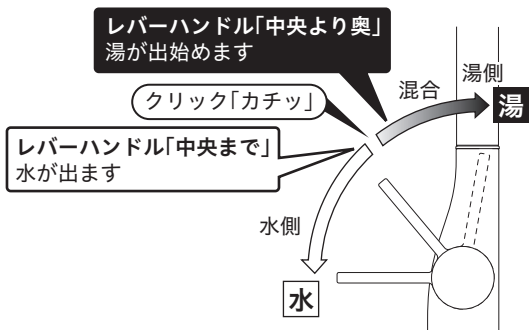 レバーハンドル｢中央より奥｣
湯が出始めます
湯側
混合
湯
クリック｢カチッ｣
レバーハンドル｢中央まで｣
水が出ます
水側
水